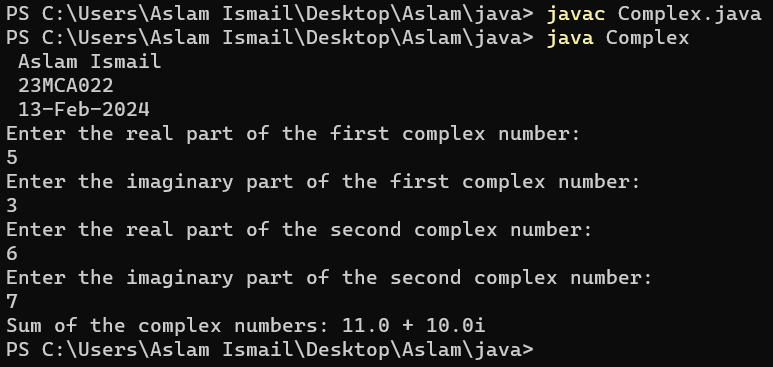 PS C:\Users\Aslam Ismail\Desktop\Aslam\java> javac Complex.java
PS C:\Users\Aslam Ismail\Desktop\Aslam\java> java Complex
 Aslam Ismail
 23MCA022
 13-Feb-2024
Enter the real part of the first complex number:
5
Enter the imaginary part of the first complex number:
3
Enter the real part of the second complex number:
6
Enter the imaginary part of the second complex number:
7
Sum of the complex numbers: 11.0 + 10.0i
PS C:\Users\Aslam Ismail\Desktop\Aslam\java>